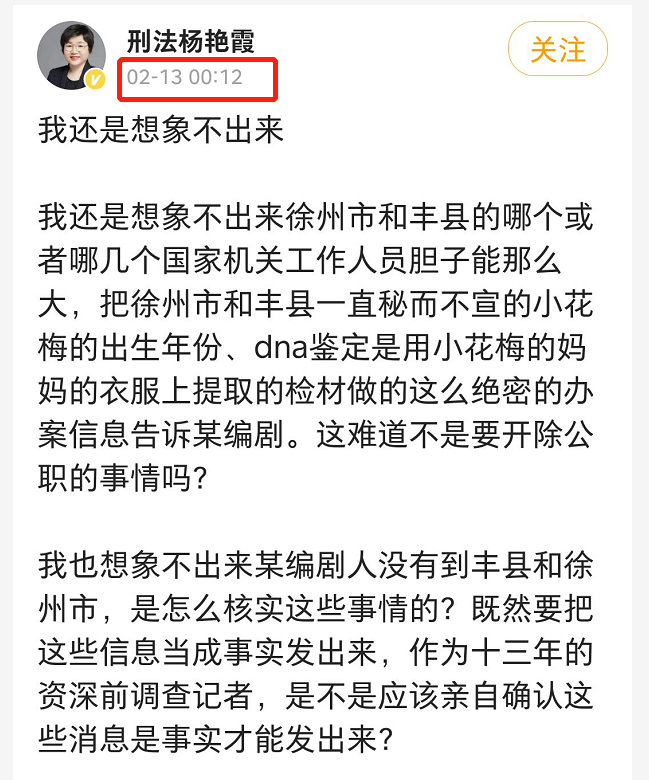 刑法杨艳霞
关注
02-13 00:12
我还是想象不出来
我还是想象不出来徐州市和丰县的哪个或
者哪几个国家机关工作人员胆子能那么
大，把徐州市和丰县一直秘而不宣的小花
梅的出生年份、dna鉴定是用小花梅的妈
妈的衣服上提取的检材做的这么绝密的办
案信息告诉某编剧。这难道不是要开除公
职的事情吗？
我也想象不出来某编剧人没有到丰县和徐
州市，是怎么核实这些事情的？既然要把
这些信息当成事实发出来，作为十三年的
资深前调查记者，是不是应该亲自确认这
些消息是事实才能发出来？